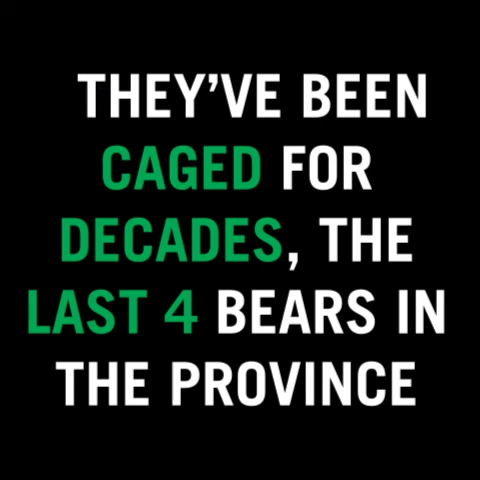 THEY’VE BEEN
CAGED FOR
DECADES, THE
LAST 4 BEARS IN
THE PROVINCE